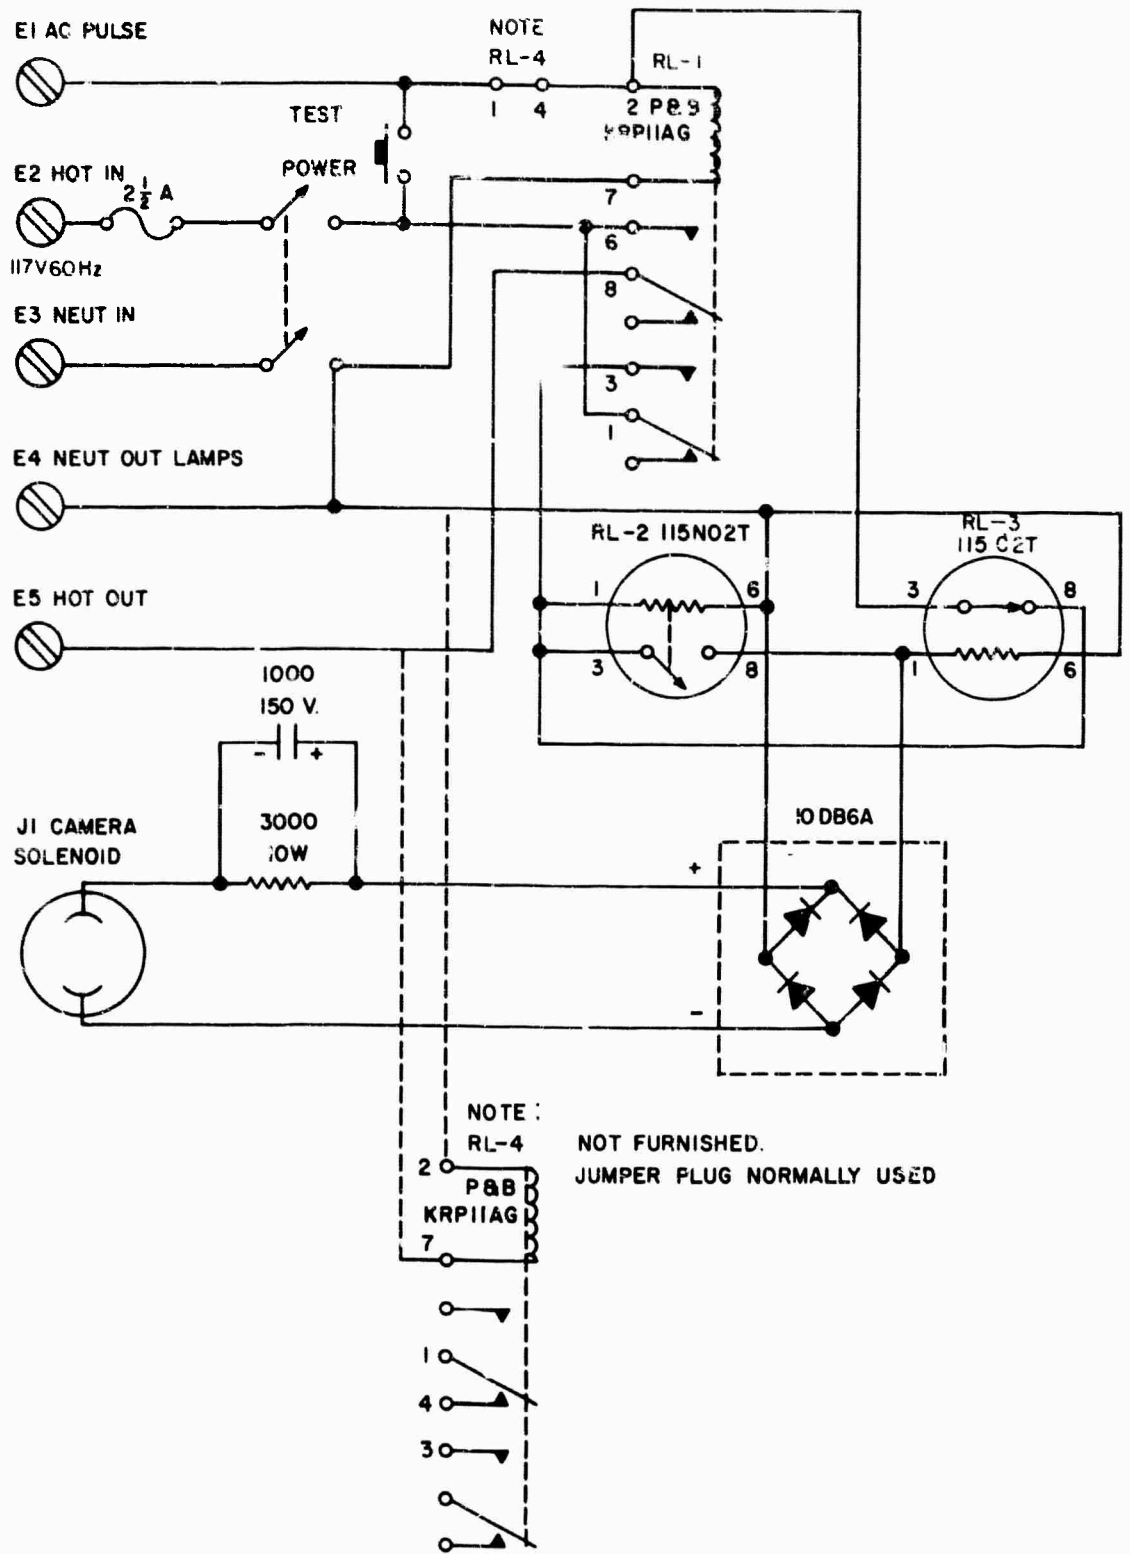 E1 AC PULSE
NOTE
RL-4
1 4
RL-1
2 P&B
KRP11AG
TEST
POWER
E2 HOT IN
2 1/2 A
117V60Hz
7
6
8
3
1
E3 NEUT IN
E4 NEUT OUT LAMPS
RL-2 115NO2T
1 6
3 8
RL-3
115 C2T
3 8
1 6
E5 HOT OUT
1000
150 V.
- +
3000
10W
J1 CAMERA
SOLENOID
10DB6A
+
-
NOTE:
RL-4
NOT FURNISHED.
JUMPER PLUG NORMALLY USED
2
P&B
KRP11AG
7
1
4
3